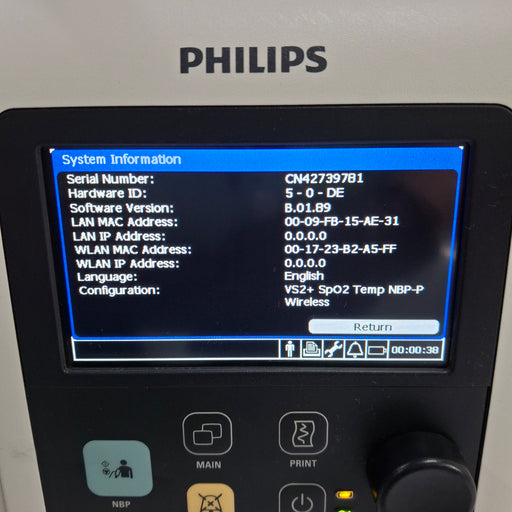 PHILIPS
System Information
Serial Number: CN42739781
Hardware ID: 5 - 0 - DE
Software Version: B.01.89
LAN MAC Address: 00-09-FB-15-AE-31
LAN IP Address: 0.0.0.0
WLAN MAC Address: 00-17-23-B2-A5-FF
WLAN IP Address: 0.0.0.0
Language: English
Configuration: VS2+ SpO2 Temp NBP-P
Wireless
Return
00:00:38
MAIN
PRINT
NBP